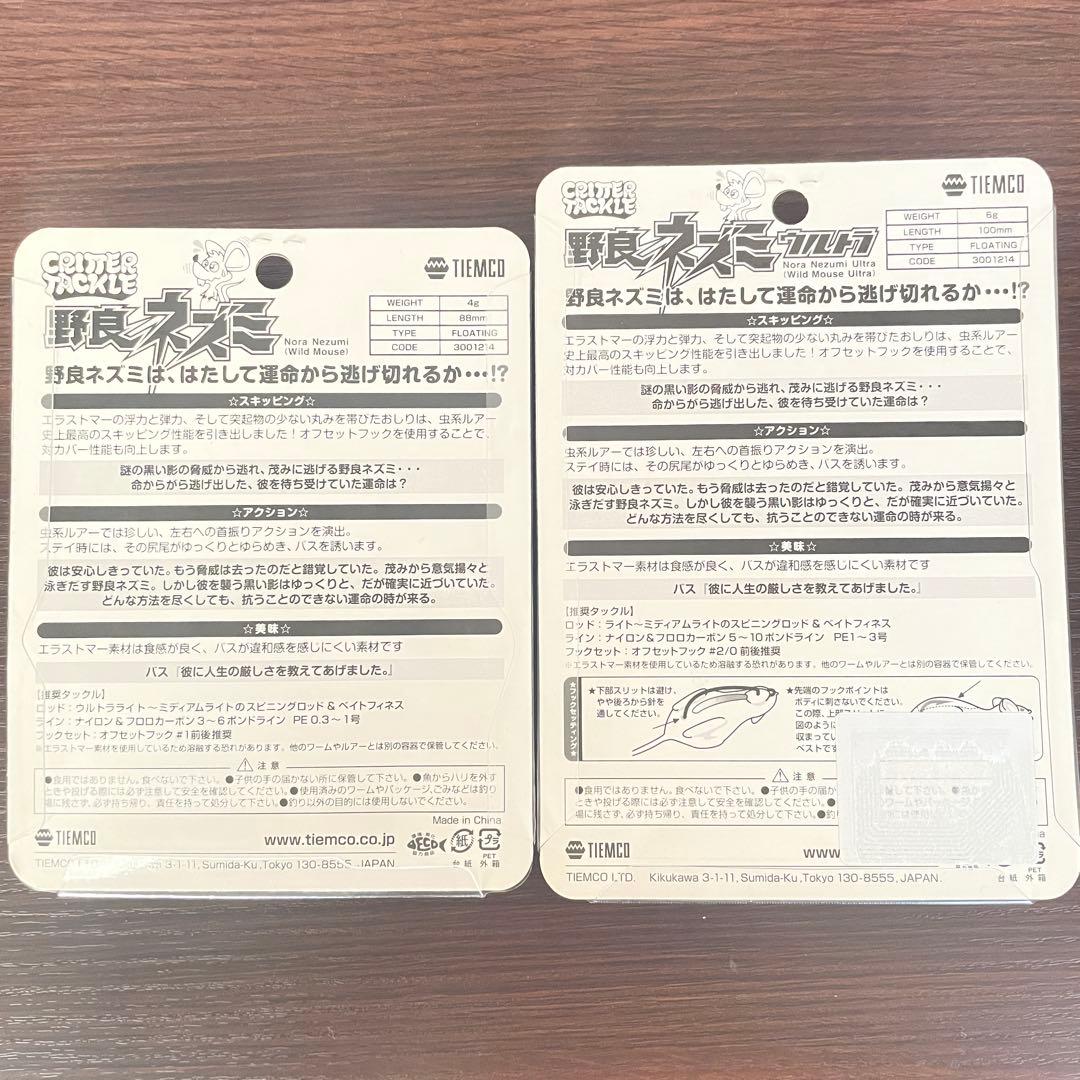 CRITTER TACKLE
TIEMCO
野良ネズミ
Nora Nezumi
(Wild Mouse)
WEIGHT 4g
LENGTH 88mm
TYPE FLOATING
CODE 3001214
野良ネズミは、はたして運命から逃げ切れるか・・・!?
☆スキッピング☆
エラストマーの浮力と弾力、そして突起物の少ない丸みを帯びたおしりは、虫系ルアー
史上最高のスキッピング性能を引き出しました！オフセットフックを使用することで、
対カバー性能も向上します。
謎の黒い影の脅威から逃れ、茂みに逃げる野良ネズミ・・・
命からがら逃げ出した、彼を待ち受けていた運命は？
☆アクション☆
虫系ルアーでは珍しい、左右への首振りアクションを演出。
ステイ時には、その尻尾がゆっくりとゆらめき、バスを誘います。
彼は安心しきっていた。もう脅威は去ったのだと錯覚していた。茂みから意気揚々と
泳ぎだす野良ネズミ。しかし彼を襲う黒い影はゆっくりと、だが確実に近づいていた。
どんな方法を尽くしても、抗うことのできない運命の時が来る。
☆美味☆
エラストマー素材は食感が良く、バスが違和感を感じにくい素材です
バス『彼に人生の厳しさを教えてあげました。』
【推奨タックル】
ロッド：ウルトラライト～ミディアムライトのスピニングロッド & ベイトフィネス
ライン：ナイロン&フロロカーボン3～6ポンドライン PE 0.3～1号
フックセット：オフセットフック #1前後推奨
※エラストマー素材を使用しているため溶融する恐れがあります。他のワームやルアーとは別の容器で保管してください。
注意
●食用ではありません。食べないで下さい。●子供の手の届かない所に保管して下さい。●魚からハリを外す
ときや投げる際には必ず注意して安全を確認してください。●使用済みのワームやパッケージ、ごみなどは釣り
場に残さず、必ず持ち帰り、責任を持って処分して下さい。●釣り以外の目的には使用しないでください。
Made in China
TIEMCO
www.tiemco.co.jp
ECO
紙
プラ
PET
台紙 外箱
TIEMCO LTD. Kikukawa 3-1-11, Sumida-Ku, Tokyo 130-8555, JAPAN.
CRITTER TACKLE
TIEMCO
野良ネズミウルトラ
Nora Nezumi Ultra
(Wild Mouse Ultra)
WEIGHT 6g
LENGTH 100mm
TYPE FLOATING
CODE 3001214
野良ネズミは、はたして運命から逃げ切れるか・・・!?
☆スキッピング☆
エラストマーの浮力と弾力、そして突起物の少ない丸みを帯びたおしりは、虫系ルアー
史上最高のスキッピング性能を引き出しました！オフセットフックを使用することで、
対カバー性能も向上します。
謎の黒い影の脅威から逃れ、茂みに逃げる野良ネズミ・・・
命からがら逃げ出した、彼を待ち受けていた運命は？
☆アクション☆
虫系ルアーでは珍しい、左右への首振りアクションを演出。
ステイ時には、その尻尾がゆっくりとゆらめき、バスを誘います。
彼は安心しきっていた。もう脅威は去ったのだと錯覚していた。茂みから意気揚々と
泳ぎだす野良ネズミ。しかし彼を襲う黒い影はゆっくりと、だが確実に近づいていた。
どんな方法を尽くしても、抗うことのできない運命の時が来る。
☆美味☆
エラストマー素材は食感が良く、バスが違和感を感じにくい素材です
バス『彼に人生の厳しさを教えてあげました。』
【推奨タックル】
ロッド：ライト～ミディアムライトのスピニングロッド & ベイトフィネス
ライン：ナイロン&フロロカーボン5～10ポンドライン PE1～3号
フックセット：オフセットフック #2/0 前後推奨
※エラストマー素材を使用しているため溶融する恐れがあります。他のワームやルアーとは別の容器で保管してください。
★フックセッティング★
★下部スリットは避け、
やや後ろから針を
通してください。
★先端のフックポイントは
ボディに刺さないでください。
この際、上部スリットに
図のように
収まってい
ベストです
注意
●食用ではありません。食べないで下さい。●子供の手の届か
ときや投げる際には必ず注意して安全を確認してください。●
場に残さず、必ず持ち帰り、責任を持って処分して下さい。●釣
TIEMCO
www
PET
台紙 外箱
TIEMCO LTD. Kikukawa 3-1-11, Sumida-Ku, Tokyo 130-8555, JAPAN.